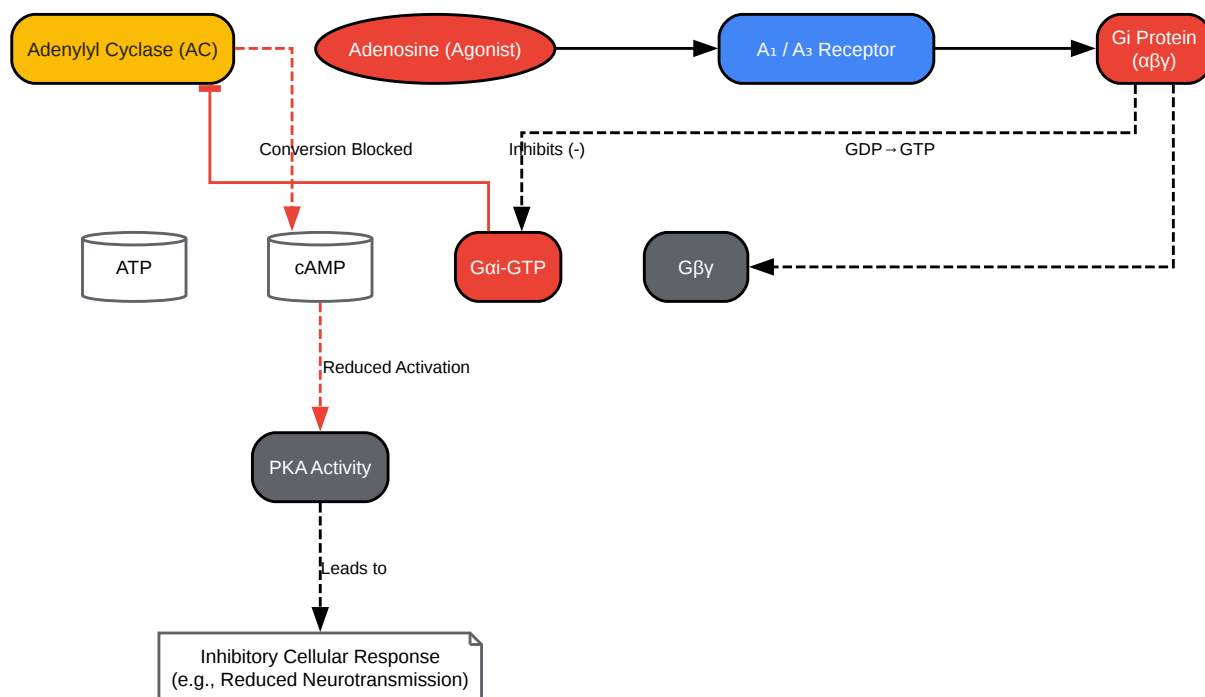 Adenylyl Cyclase (AC)
Adenosine (Agonist)
A₁ / A₃ Receptor
Gi Protein
(αβγ)
Conversion Blocked
Inhibits (-)
GDP→GTP
ATP
cAMP
Gαi-GTP
Gβγ
Reduced Activation
PKA Activity
Leads to
Inhibitory Cellular Response
(e.g., Reduced Neurotransmission)